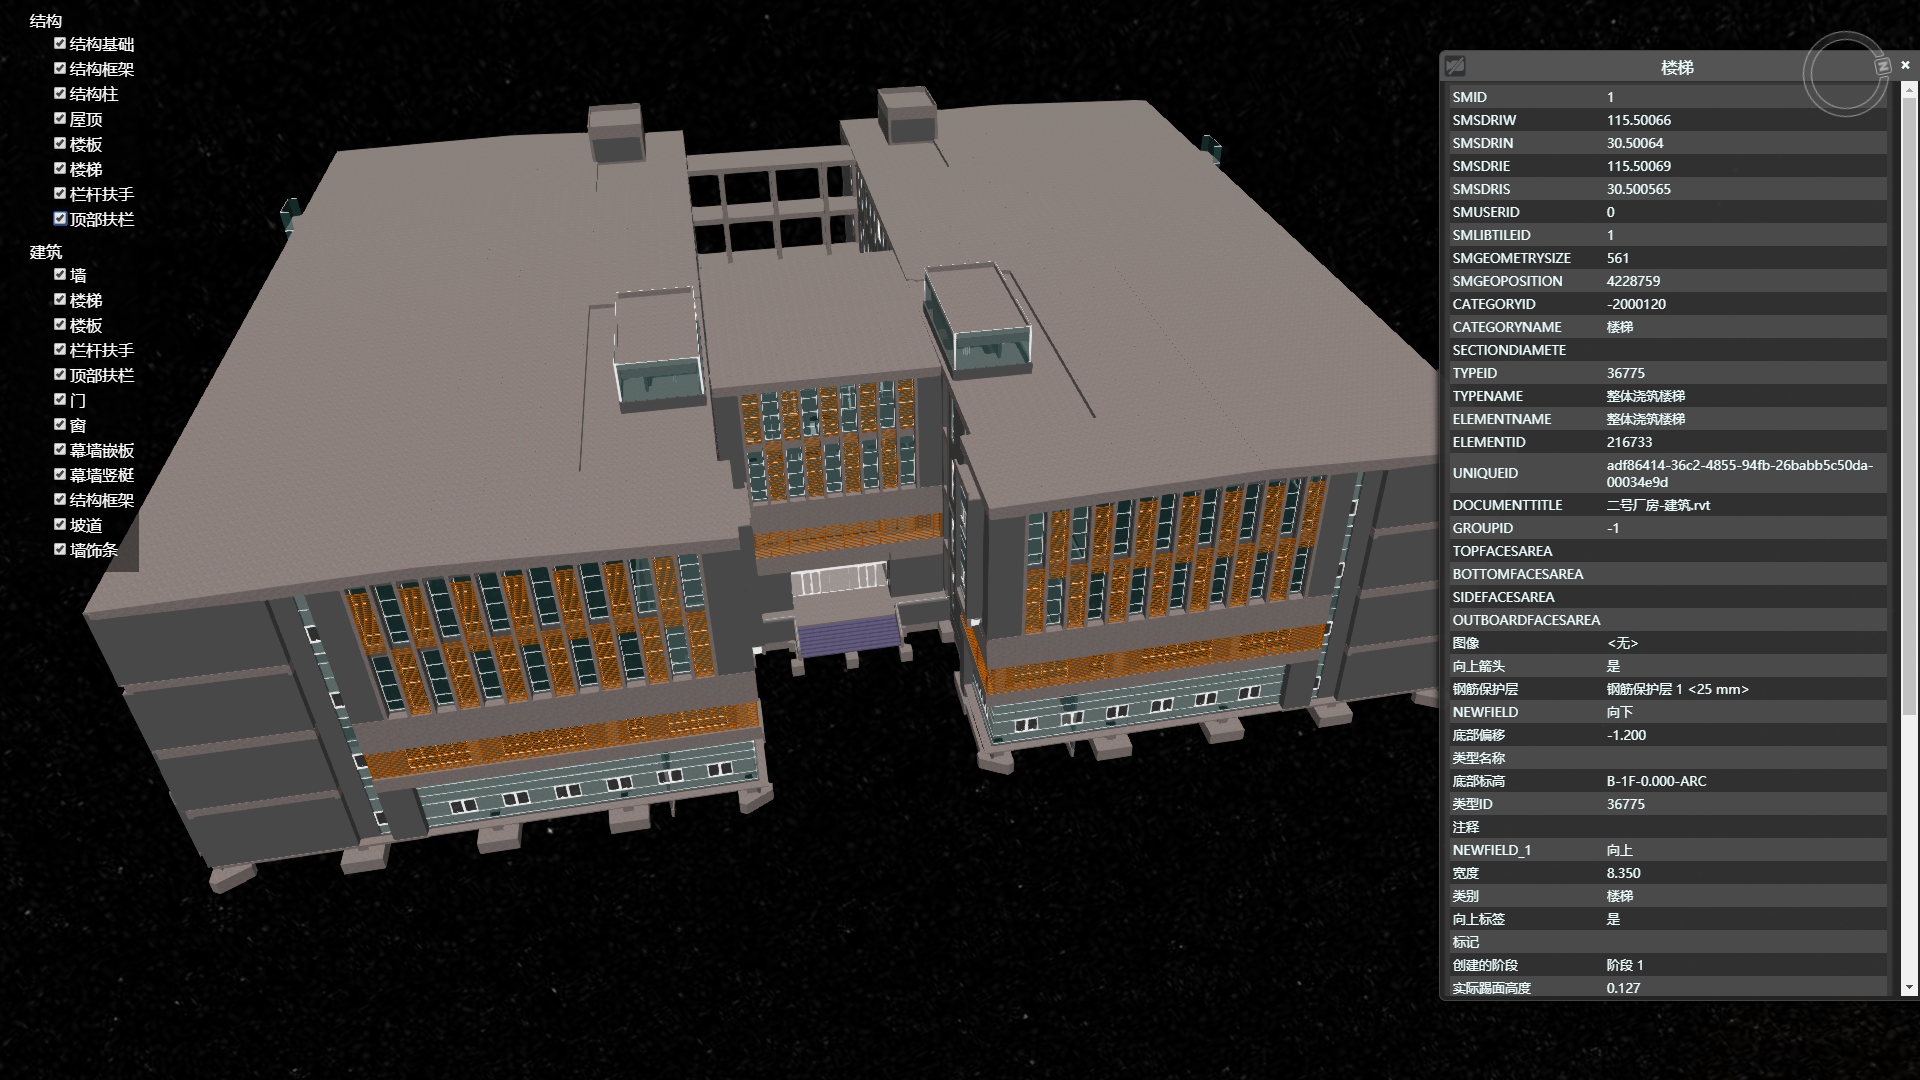 结构
结构基础
结构框架
结构柱
屋顶
楼板
楼梯
栏杆扶手
顶部扶栏
建筑
墙
楼梯
楼板
栏杆扶手
顶部扶栏
门
窗
幕墙嵌板
幕墙竖梃
结构框架
坡道
墙饰条
楼梯
N
SMID 1
SMSDRIW 115.50066
SMSDRIN 30.50064
SMSDRIE 115.50069
SMSDRIS 30.500565
SMUSERID 0
SMLIBTILEID 1
SMGEOMETRYSIZE 561
SMGEOPOSITION 4228759
CATEGORYID -2000120
CATEGORYNAME 楼梯
SECTIONDIAMETE
TYPEID 36775
TYPENAME 整体浇筑楼梯
ELEMENTNAME 整体浇筑楼梯
ELEMENTID 216733
UNIQUEID adf86414-36c2-4855-94fb-26babb5c50da-
00034e9d
DOCUMENTTITLE 二号厂房-建筑.rvt
GROUPID -1
TOPFACESAREA
BOTTOMFACESAREA
SIDEFACESAREA
OUTBOARDFACESAREA
图像 <无>
向上箭头 是
钢筋保护层 钢筋保护层 1 <25 mm>
NEWFIELD 向下
底部偏移 -1.200
类型名称
底部标高 B-1F-0.000-ARC
类型ID 36775
注释
NEWFIELD_1 向上
宽度 8.350
类别 楼梯
向上标签 是
标记
创建的阶段 阶段 1
实际踢面高度 0.127